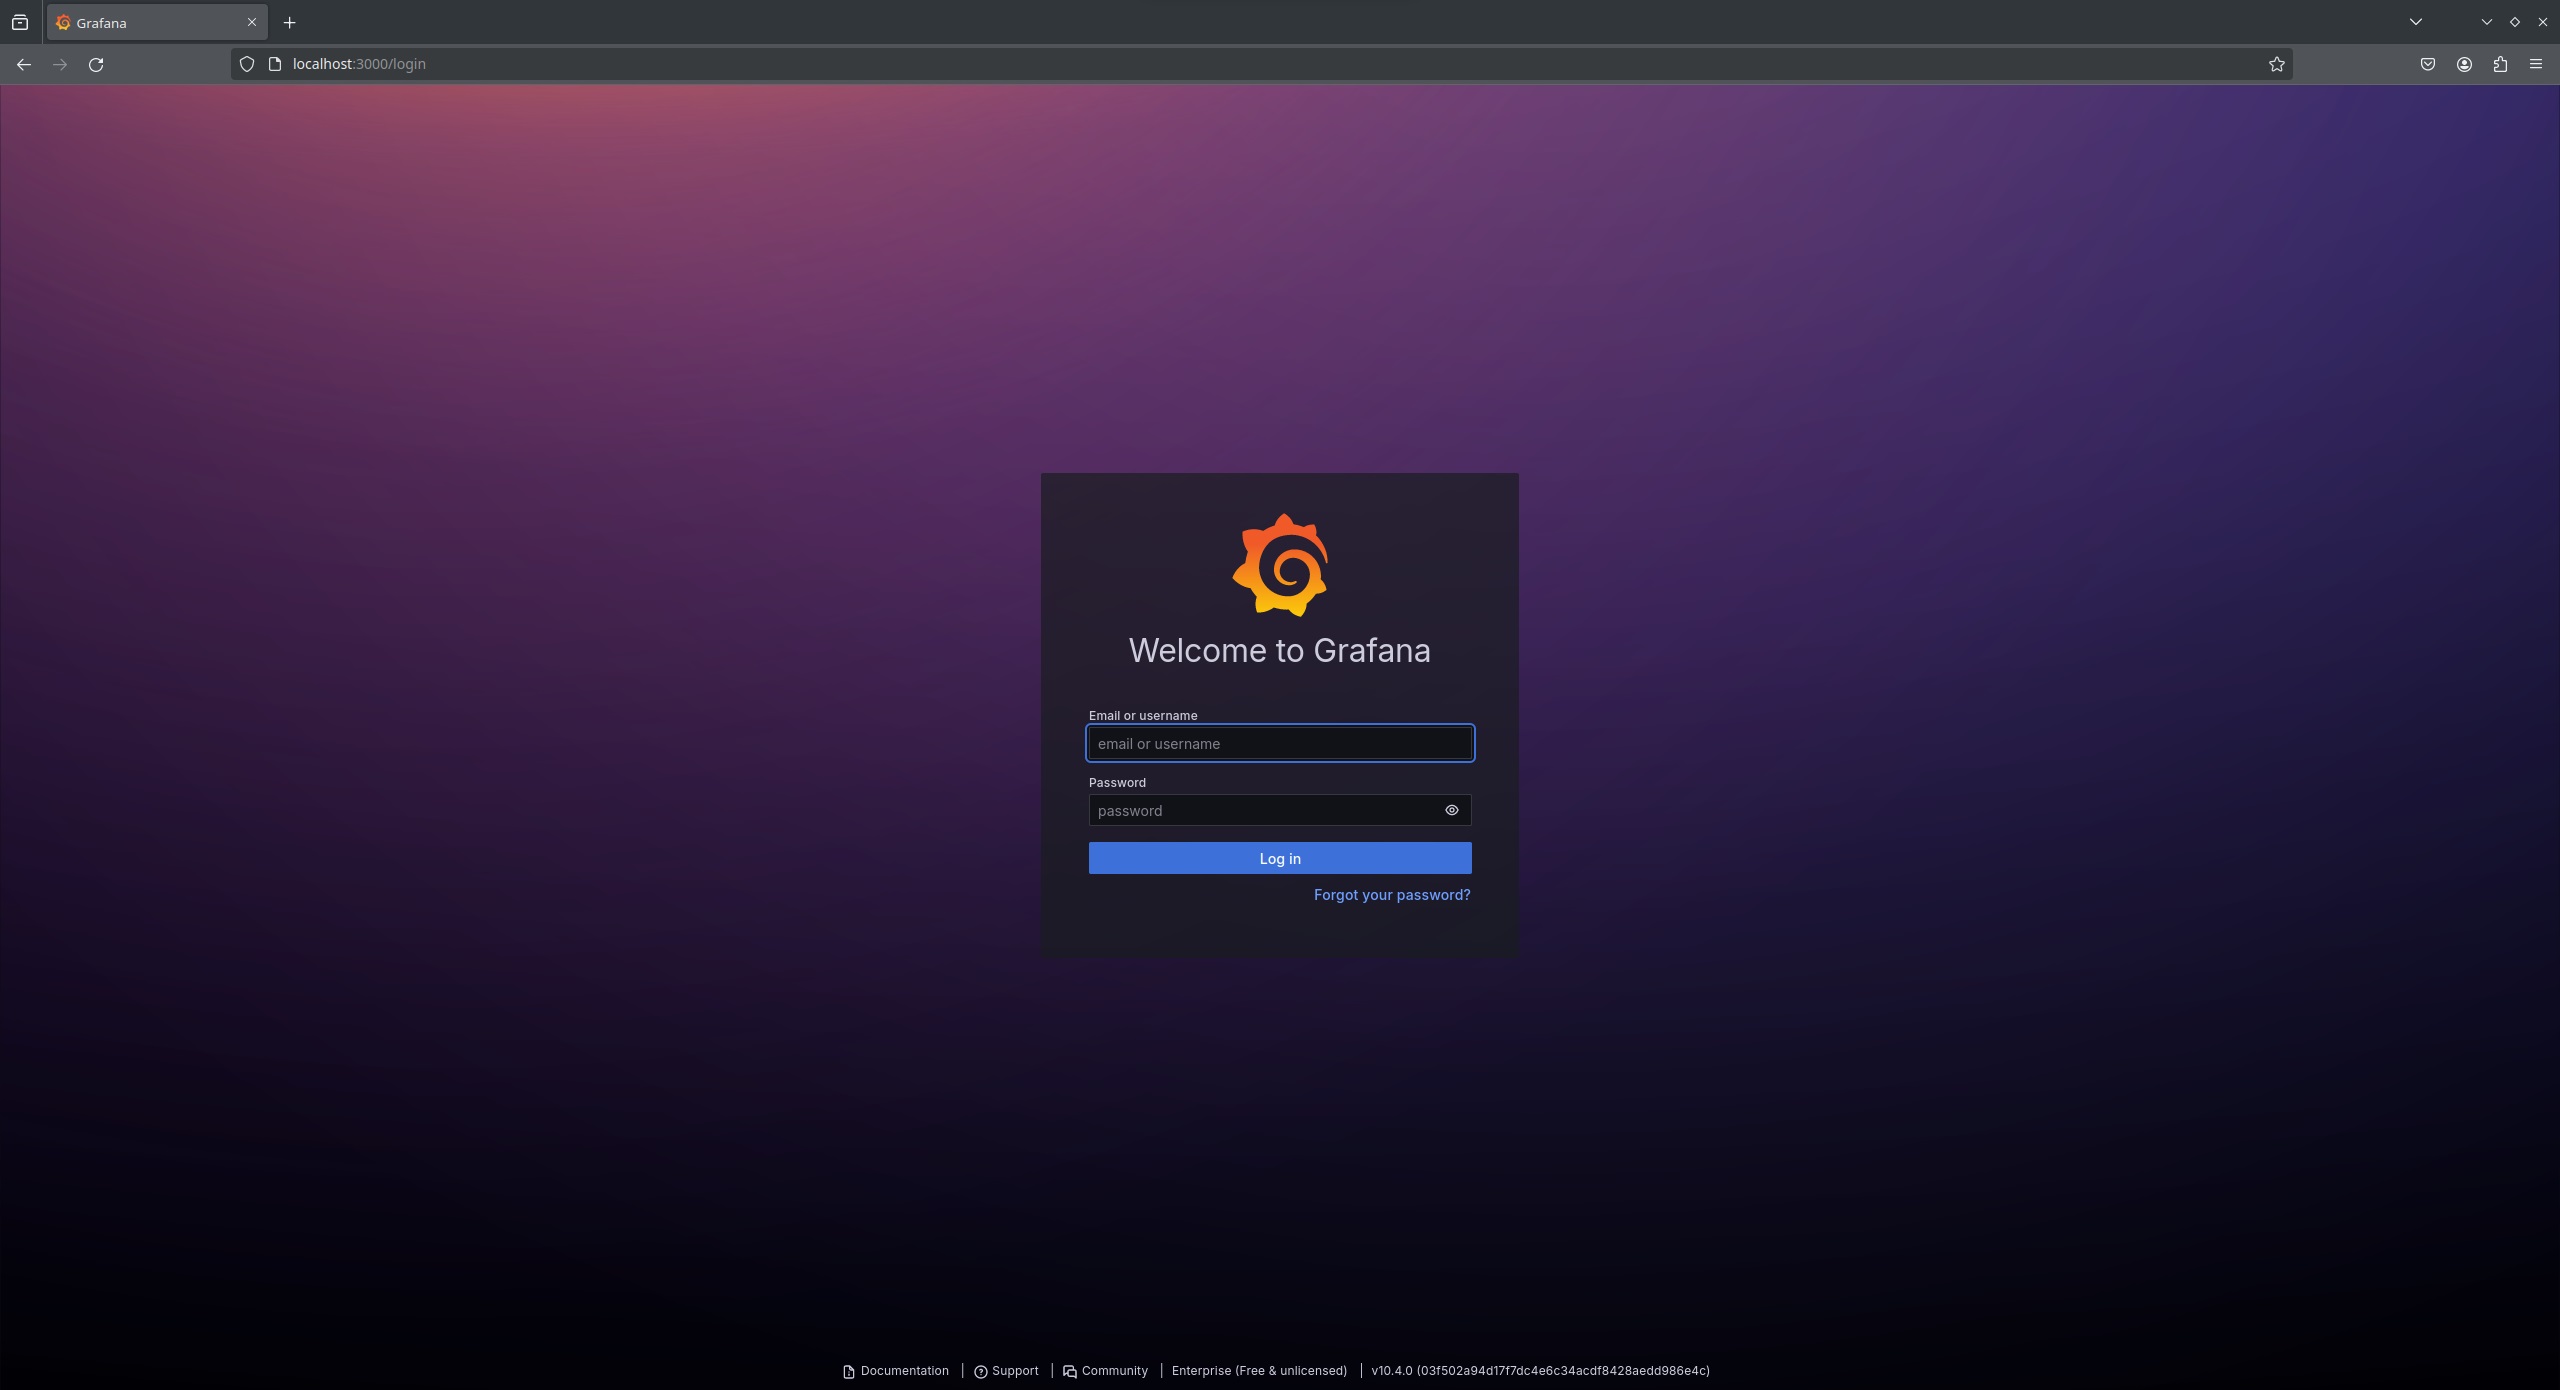 Grafana
localhost:3000/login
Welcome to Grafana
Email or username
email or username
Password
password
Log in
Forgot your password?
Documentation | Support | Community | Enterprise (Free & unlicensed) | v10.4.0 (03f502a94d17f7dc4e6c34acdf8428aedd986e4c)